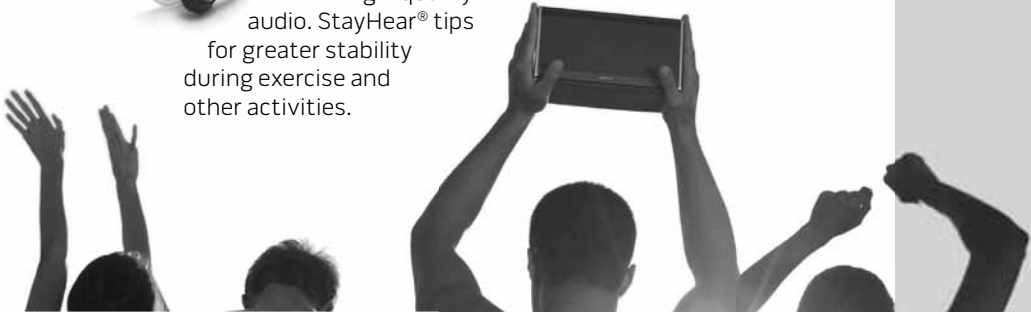 audio. StayHear® tips
for greater stability
during exercise and
other activities.